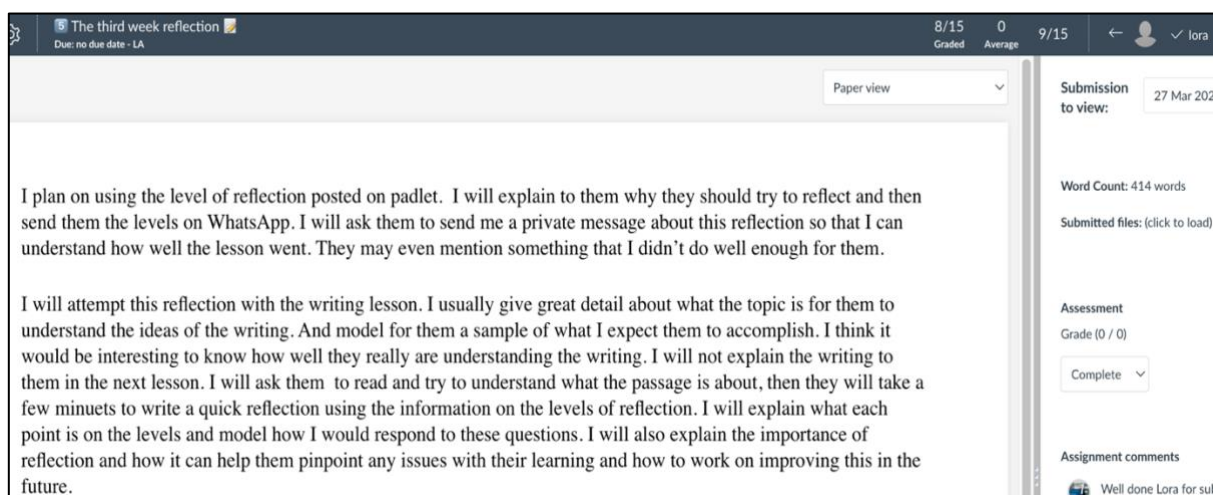 5 The third week reflection
Due: no due date - LA
8/15
Graded
0
Average
9/15
lora
Paper view
I plan on using the level of reflection posted on padlet. I will explain to them why they should try to reflect and then
send them the levels on WhatsApp. I will ask them to send me a private message about this reflection so that I can
understand how well the lesson went. They may even mention something that I didn't do well enough for them.
I will attempt this reflection with the writing lesson. I usually give great detail about what the topic is for them to
understand the ideas of the writing. And model for them a sample of what I expect them to accomplish. I think it
would be interesting to know how well they really are understanding the writing. I will not explain the writing to
them in the next lesson. I will ask them to read and try to understand what the passage is about, then they will take a
few minuets to write a quick reflection using the information on the levels of reflection. I will explain what each
point is on the levels and model how I would respond to these questions. I will also explain the importance of
reflection and how it can help them pinpoint any issues with their learning and how to work on improving this in the
future.
Submission
to view:
27 Mar 202
Word Count: 414 words
Submitted files: (click to load)
Assessment
Grade (0 / 0)
Complete
Assignment comments
Well done Lora for sul